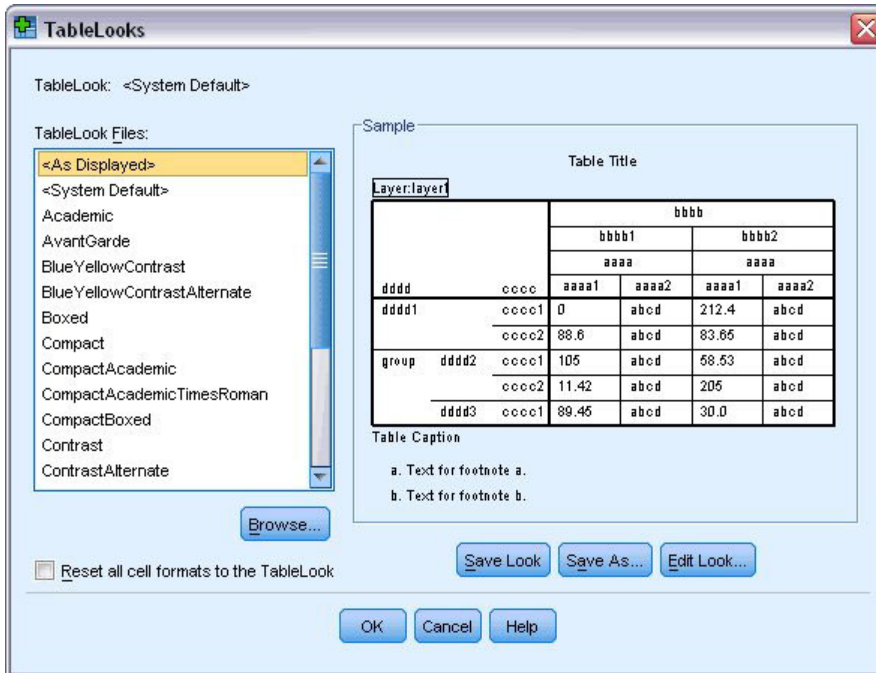 TableLooks
TableLook: <System Default>
TableLook Files:
<As Displayed>
<System Default>
Academic
AvantGarde
BlueYellowContrast
BlueYellowContrastAlternate
Boxed
Compact
CompactAcademic
CompactAcademicTimesRoman
CompactBoxed
Contrast
ContrastAlternate
Browse...
Reset all cell formats to the TableLook
Sample
Table Title
Layer:layer1
bbbb
bbbb1 bbbb2
aaaa aaaa
dddd cccc aaaa1 aaaa2 aaaa1 aaaa2
dddd1 cccc1 0 abcd 212.4 abcd
cccc2 88.6 abcd 83.65 abcd
group dddd2 cccc1 105 abcd 58.53 abcd
cccc2 11.42 abcd 205 abcd
dddd3 cccc1 89.45 abcd 30.0 abcd
Table Caption
a. Text for footnote a.
b. Text for footnote b.
Save Look Save As... Edit Look...
OK Cancel Help